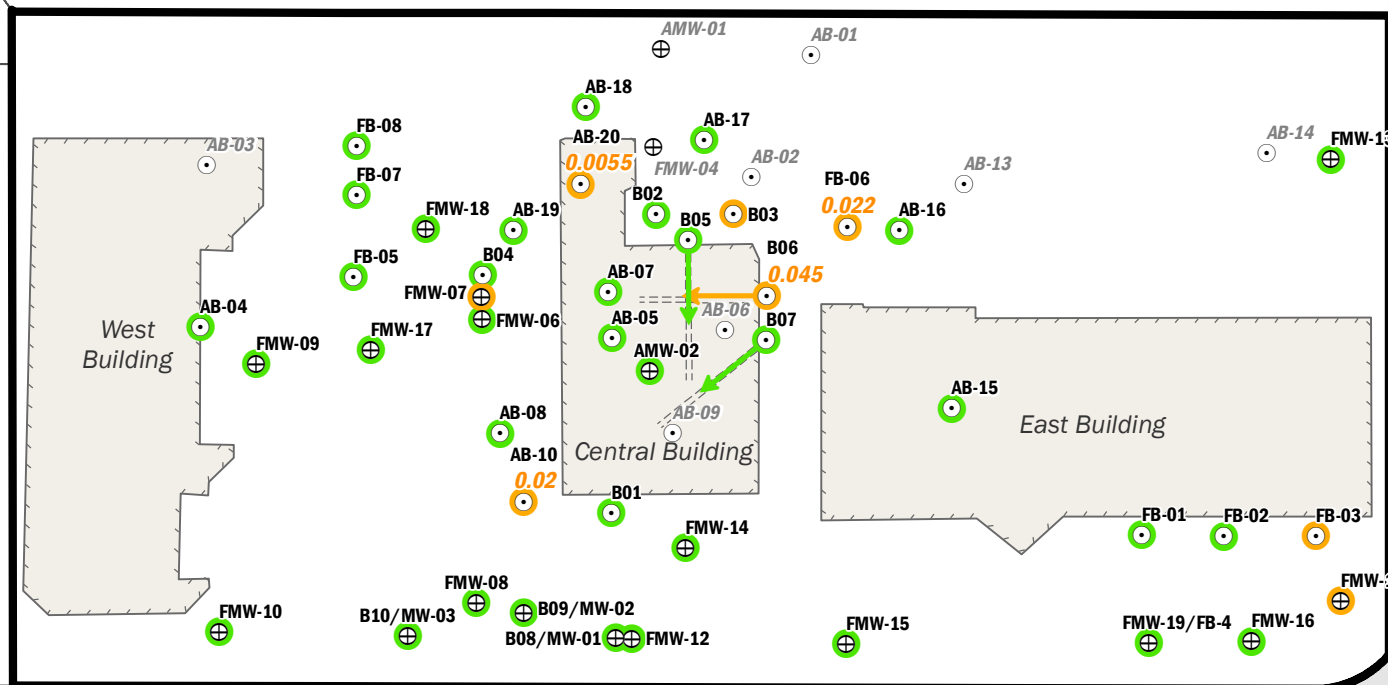 AMW-01
AB-01
AB-18
AB-17
FB-08
AB-20
AB-03
0.0055
FMW-04
AB-02
AB-14
FMW-13
AB-13
FB-07
FB-06
0.022
B02
B03
FMW-18
AB-19
B05
AB-16
B06
0.045
FB-05
B04
AB-07
FMW-07
AB-04
FMW-06
AB-05
AB-06
B07
West
Building
FMW-17
FMW-09
AMW-02
AB-15
AB-08
AB-09
East Building
Central Building
AB-10
0.02
B01
FB-01
FB-02
FB-03
FMW-14
FMW-08
FMW-
FMW-10
B10/MW-03
B09/MW-02
B08/MW-01
FMW-12
FMW-15
FMW-19/FB-4
FMW-16